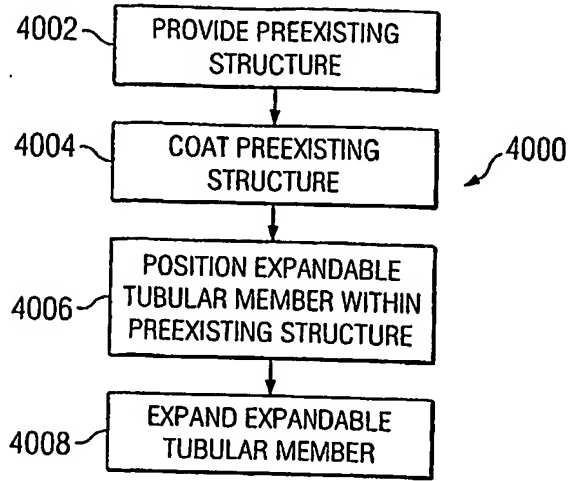 4002
PROVIDE PREEXISTING
STRUCTURE
4004
COAT PREEXISTING
STRUCTURE
4000
4006
POSITION EXPANDABLE
TUBULAR MEMBER WITHIN
PREEXISTING STRUCTURE
4008
EXPAND EXPANDABLE
TUBULAR MEMBER